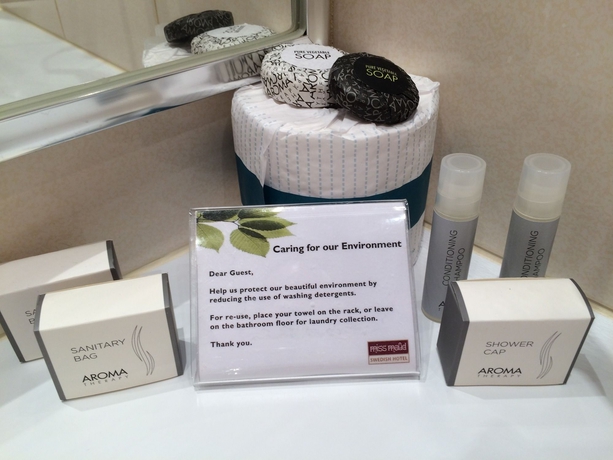 PURE VEGETABLE
SOAP
PURE VEGETABLE
SOAP
Caring for our Environment
Dear Guest,
Help us protect our beautiful environment by
reducing the use of washing detergents.
For re-use, place your towel on the rack, or leave
on the bathroom floor for laundry collection.
Thank you.
miss maud
SWEDISH HOTEL
SANITARY
BAG
AROMA
THERAPY
CONDITIONING
SHAMPOO
CONDITIONING
SHOWER
CAP
AROMA
THERAPY